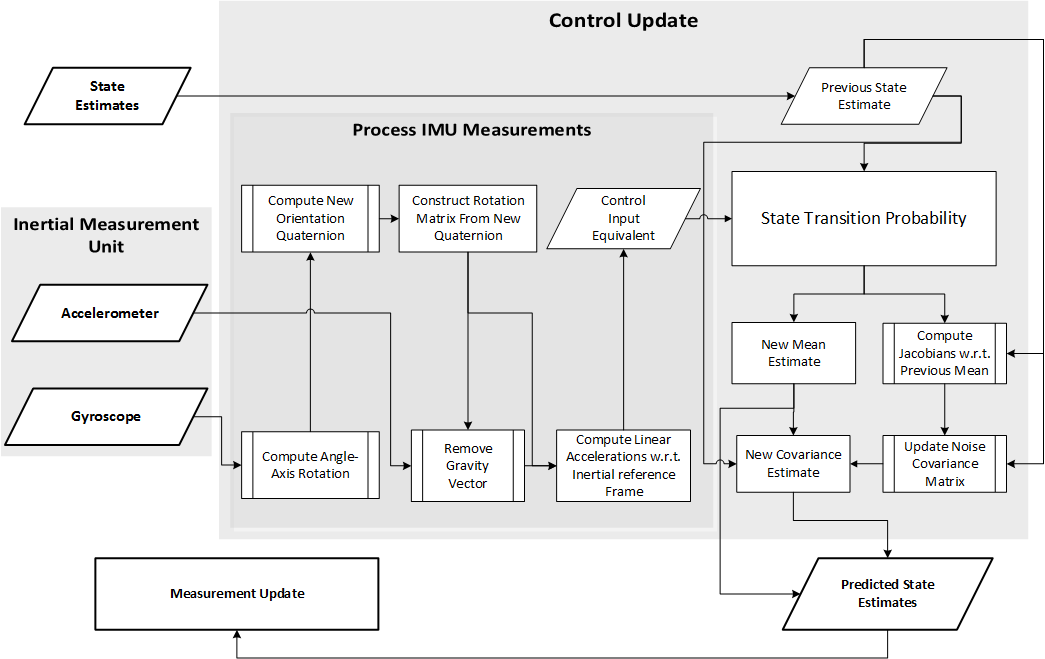 Control Update
State
Estimates
Previous State
Estimate
Process IMU Measurements
Compute New
Orientation
Quaternion
Construct Rotation
Matrix From New
Quaternion
Control
Input
Equivalent
State Transition Probability
Inertial Measurement
Unit
Accelerometer
Gyroscope
New Mean
Estimate
Compute
Jacobians w.r.t.
Previous Mean
Compute Angle-
Axis Rotation
Remove
Gravity
Vector
Compute Linear
Accelerations w.r.t.
Inertial reference
Frame
New Covariance
Estimate
Update Noise
Covariance
Matrix
Measurement Update
Predicted State
Estimates